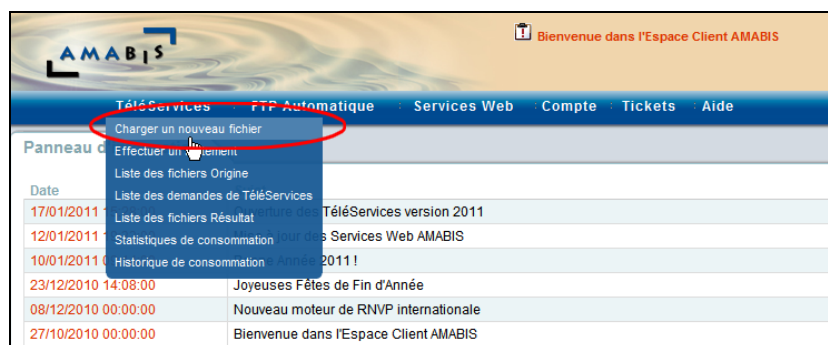 AMABIS
Bienvenue dans l'Espace Client AMABIS
TéléServices FTP Automatique Services Web Compte Tickets Aide
Charger un nouveau fichier
Panneau d
Effectuer un
Liste des fichiers Origine
Date
Liste des demandes de TéléServices
17/01/2011 des TéléServices version 2011
Liste des fichiers Résultat
12/01/2011 des Services Web AMABIS
Statistiques de consommation
10/01/2011 Année 2011 !
Historique de consommation
23/12/2010 14:08:00 Joyeuses Fêtes de Fin d'Année
08/12/2010 00:00:00 Nouveau moteur de RNVP internationale
27/10/2010 00:00:00 Bienvenue dans l'Espace Client AMABIS